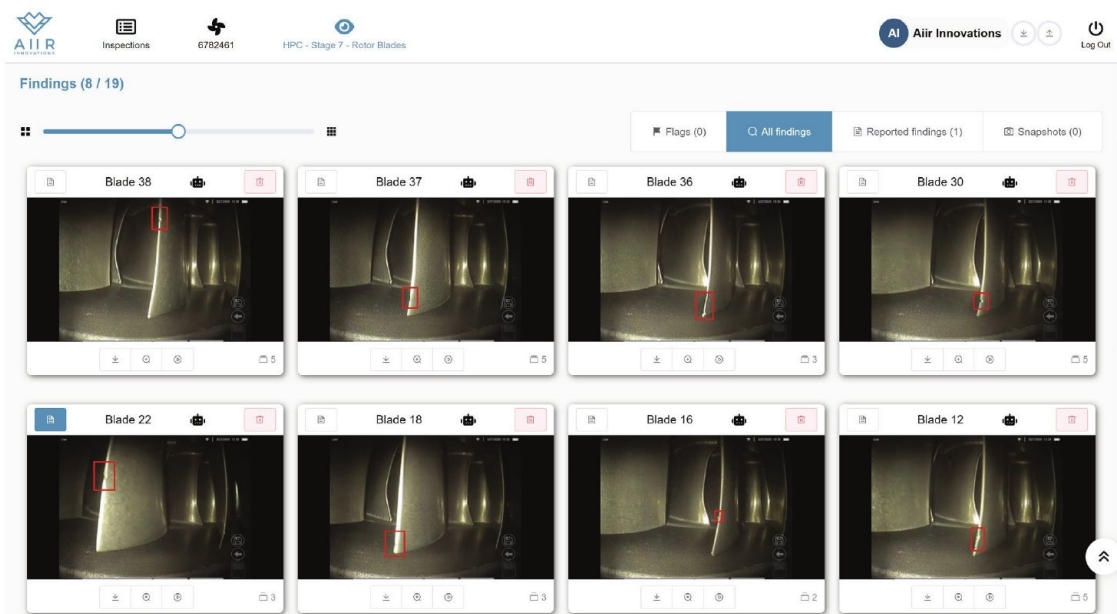 AIIR
INNOVATIONS
Inspections
6782461
HPC - Stage 7 - Rotor Blades
AI
Aiir Innovations
Log Out
Findings (8 / 19)
Flags (0)
All findings
Reported findings (1)
Snapshots (0)
Blade 38
Blade 37
Blade 36
Blade 30
5
5
3
5
Blade 22
Blade 18
Blade 16
Blade 12
3
3
2
5